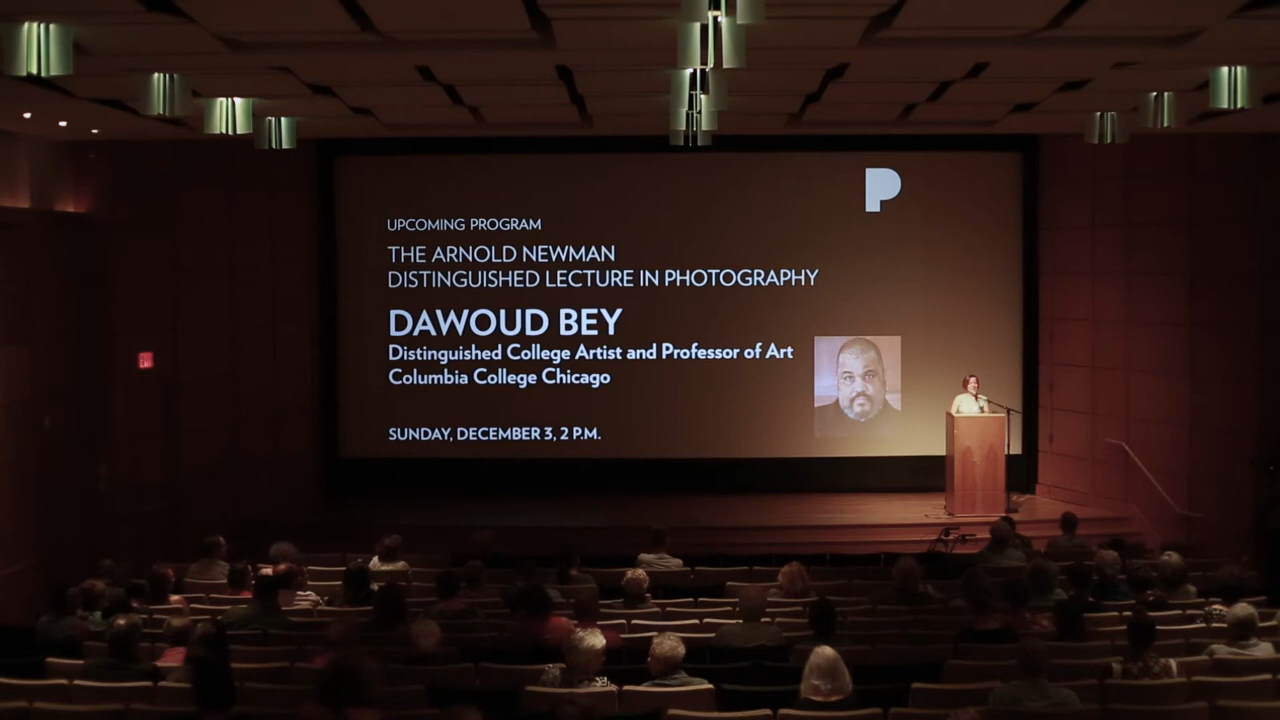 P
UPCOMING PROGRAM
THE ARNOLD NEWMAN
DISTINGUISHED LECTURE IN PHOTOGRAPHY
DAWOUD BEY
Distinguished College Artist and Professor of Art
Columbia College Chicago
SUNDAY, DECEMBER 3, 2 P.M.
EXIT